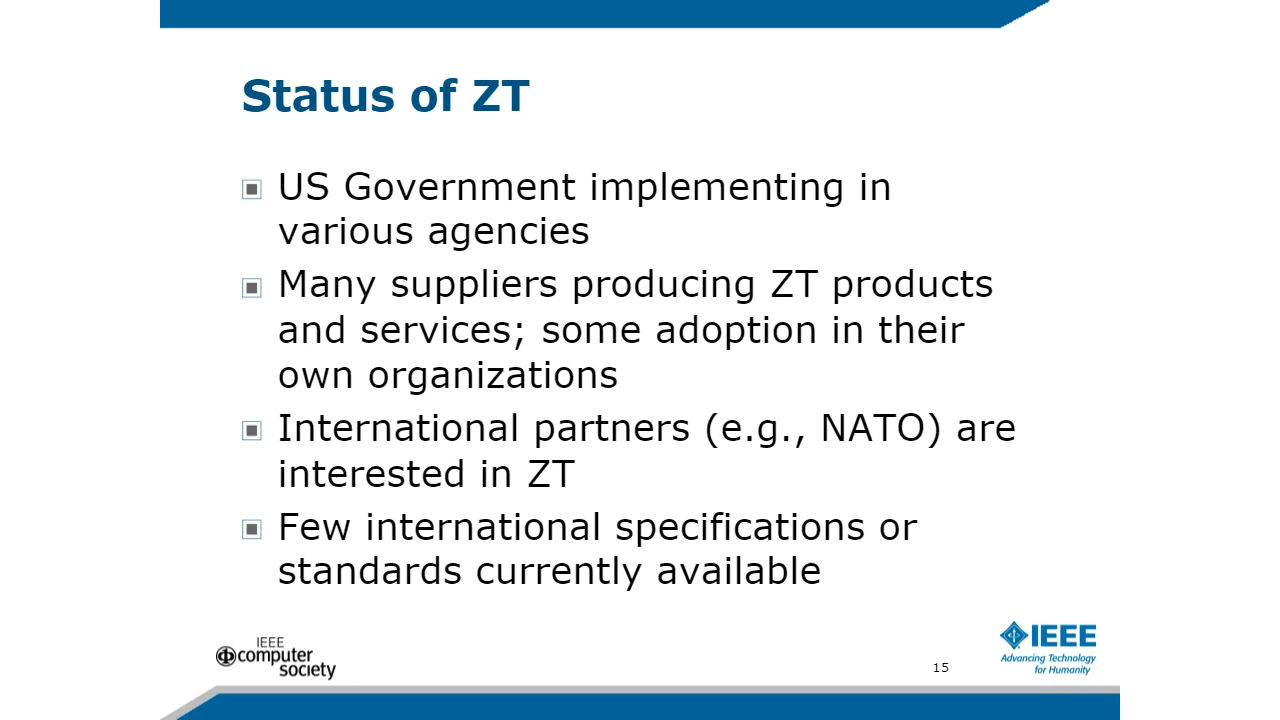 Status of ZT
US Government implementing in
various agencies
Many suppliers producing ZT products
and services; some adoption in their
own organizations
International partners (e.g., NATO) are
interested in ZT
Few international specifications or
standards currently available
IEEE
computer
society
15
IEEE
Advancing Technology
for Humanity